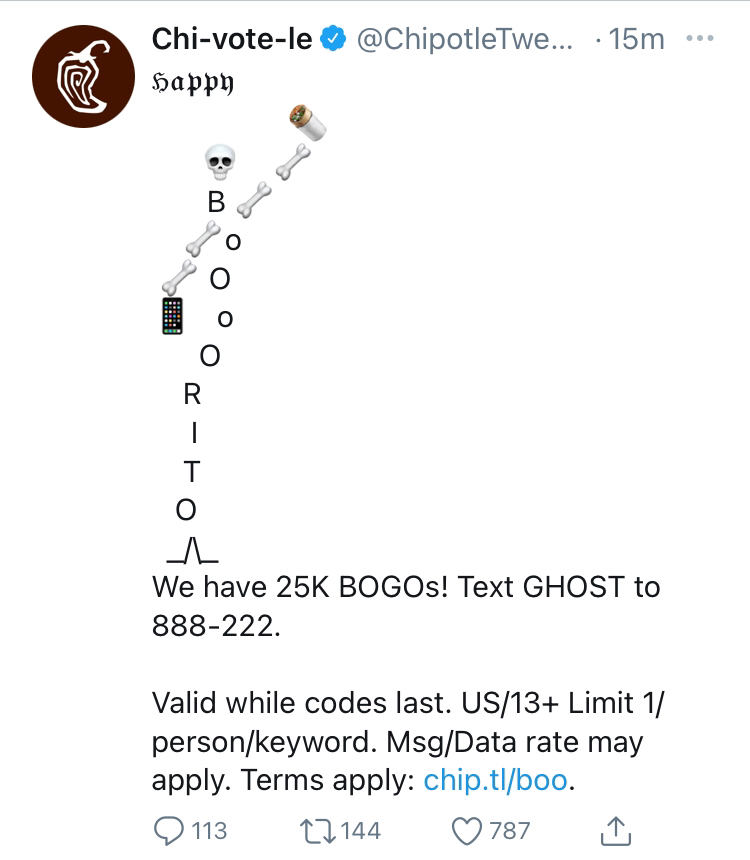 Chi-vote-le @ChipotleTwe... · 15m ...
ℌ𝔞𝔭𝔭𝔶
🌯
💀 🦴
B 🦴
🦴 o
🦴 O
📱 o
O
R
I
T
O
_/\_
We have 25K BOGOs! Text GHOST to
888-222.
Valid while codes last. US/13+ Limit 1/
person/keyword. Msg/Data rate may
apply. Terms apply: chip.tl/boo.
113 144 787